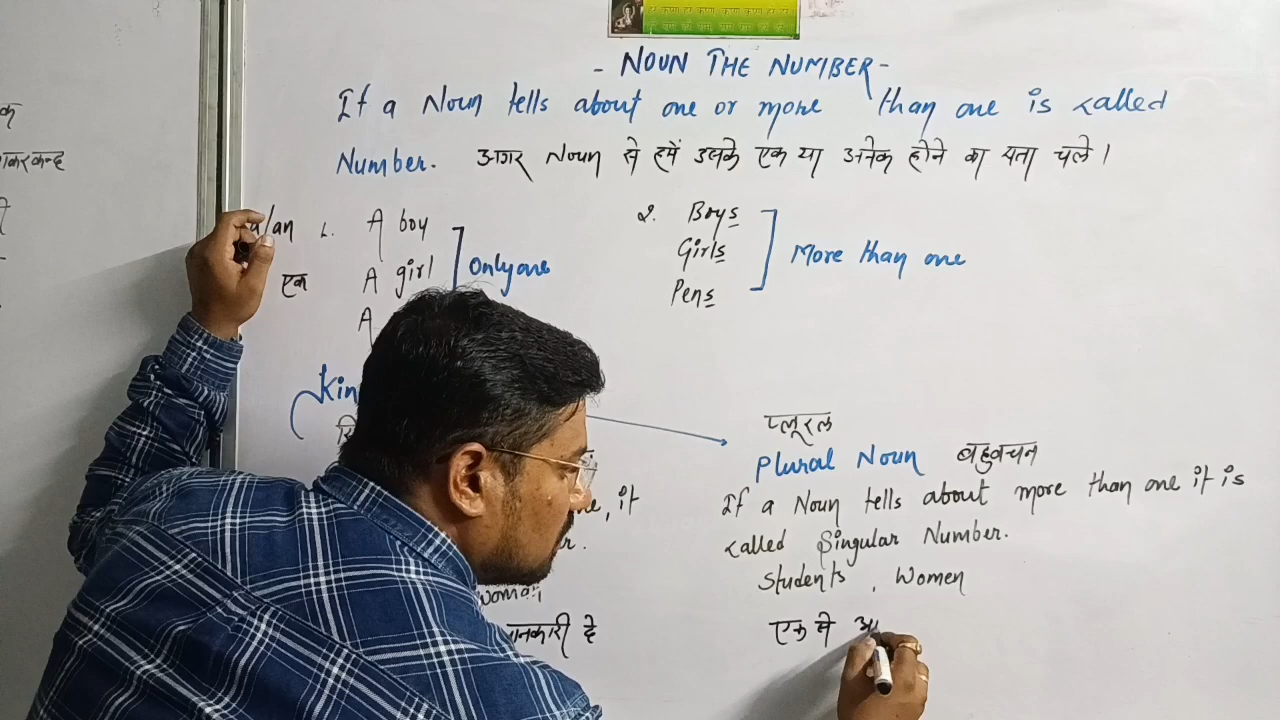 - NOUN THE NUMBER -
If a Noun tells about one or more than one is called
Number. अगर Noun से हमें उसके एक या अनेक होने का पता चले।
a/an 1. A boy
एक A girl
A
Only one
2. Boys
Girls
Pens
More than one
Kin
प्लूरल
Plural Noun बहुवचन
If a Noun tells about more than one it is
called Singular Number.
Students, Women
एक से अ
, it
जानकारी दे
क